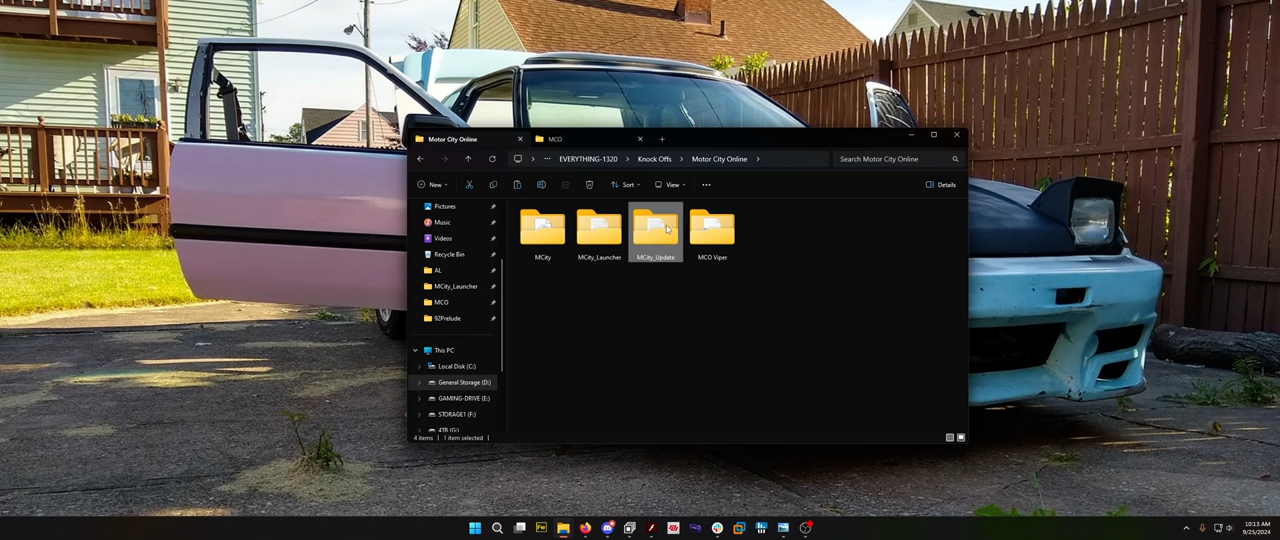 Motor City Online
MCO
EVERYTHING-1320 > Knock Offs > Motor City Online >
Search Motor City Online
New
Sort
View
Details
Pictures
Music
Videos
Recycle Bin
AL
MCity_Launcher
MCO
92Prelude
This PC
Local Disk (C:)
General Storage (D:)
GAMING-DRIVE (E:)
STORAGE1 (F:)
4TB (G:)
MCity
MCity_Launcher
MCity_Update
MCO Viper
4 items | 1 item selected |
Fw
10:13 AM
9/25/2024